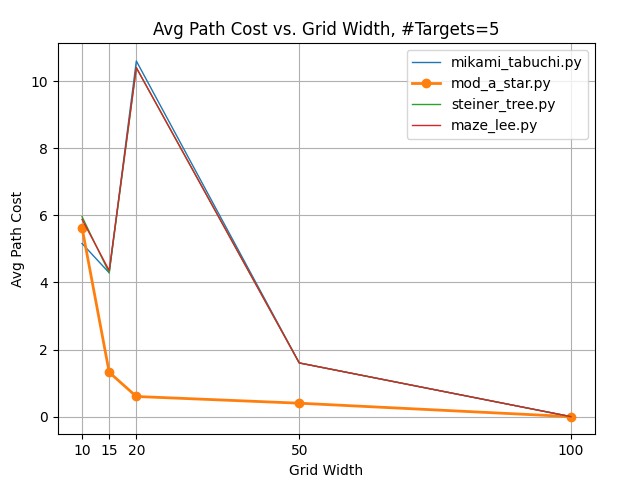 Avg Path Cost vs. Grid Width, #Targets=5
mikami_tabuchi.py
mod_a_star.py
steiner_tree.py
maze_lee.py
Avg Path Cost
10
8
6
4
2
0
10 15 20 50 100
Grid Width